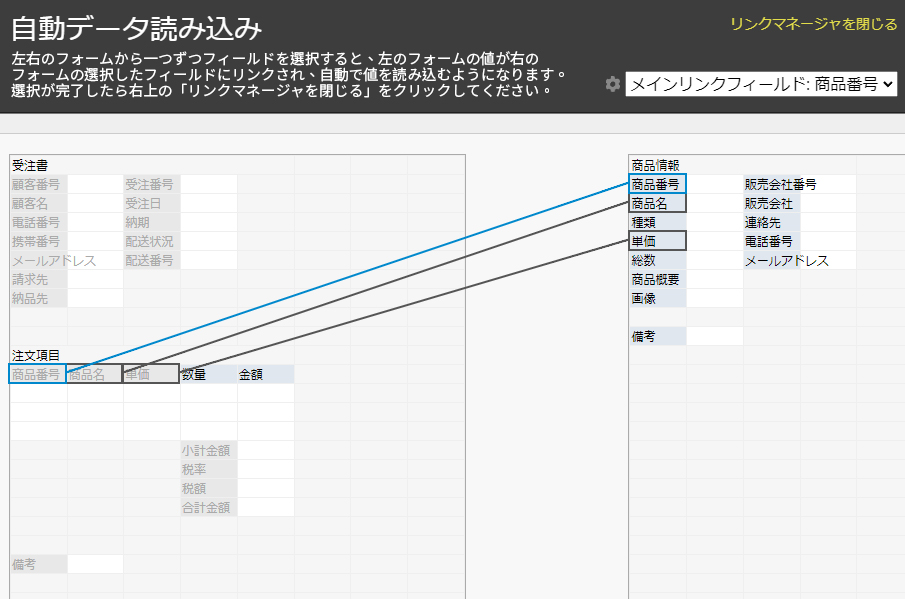 自動データ読み込み
リンクマネージャを閉じる
左右のフォームから一つずつフィールドを選択すると、左のフォームの値が右の
フォームの選択したフィールドにリンクされ、自動で値を読み込むようになります。
選択が完了したら右上の「リンクマネージャを閉じる」をクリックしてください。
メインリンクフィールド: 商品番号
受注書
顧客番号 受注番号
顧客名 受注日
電話番号 納期
携帯番号 配送状況
メールアドレス 配送番号
請求先
納品先
注文項目
商品番号 商品名 単価 数量 金額
小計金額
税率
税額
合計金額
備考
商品情報
商品番号 販売会社番号
商品名 販売会社
種類 連絡先
単価 電話番号
総数 メールアドレス
商品概要
画像
備考